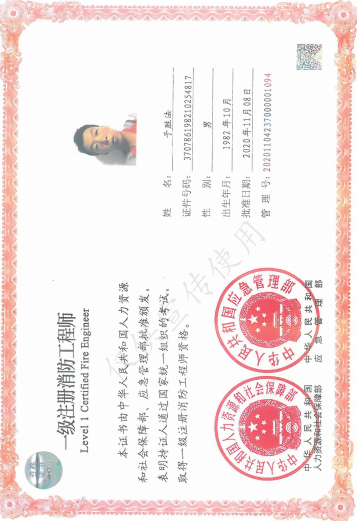 一级注册消防工程师
Level 1 Certified Fire Engineer
本证书由中华人民共和国人力资源
和社会保障部、应急管理部批准颁发，
表明持证人通过国家统一组织的考试，
取得一级注册消防工程师资格。
姓 名： 于胜法
证件号码： 370786198210254817
性 别： 男
出生年月： 1982年10月
批准日期： 2020年11月08日
管 理 号： 20201104237000001094
中华人民共和国
人力资源和社会保障部
中华人民共和国
应急管理部
中华人民共和国人力资源和社会保障部
中华人民共和国应急管理部
宣传使用